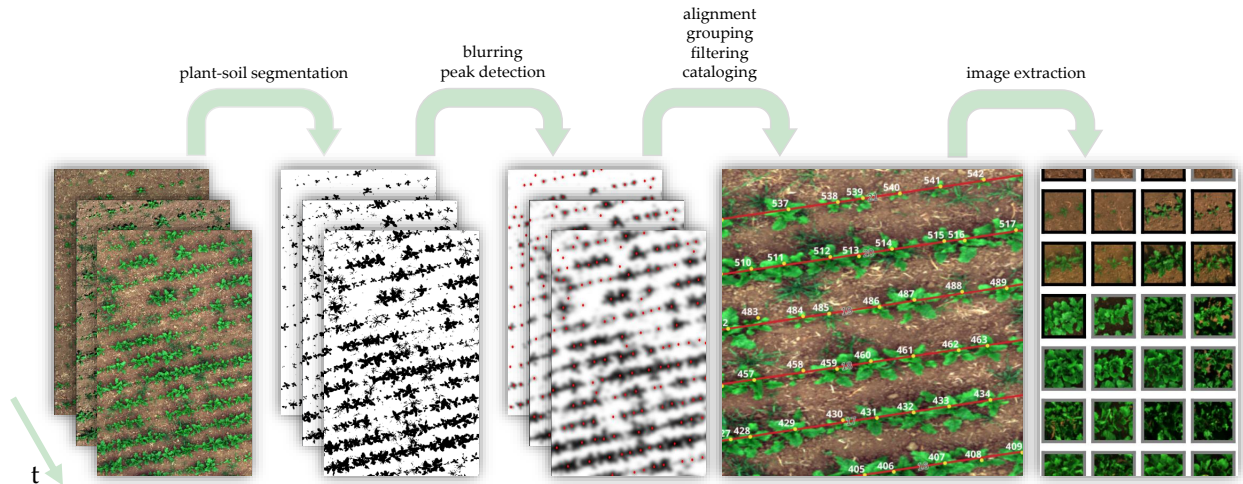 plant-soil segmentation
blurring
peak detection
alignment
grouping
filtering
cataloging
image extraction
t
537 538 539 540 541 542
510 511 512 513 514 515 516 517
483 484 485 486 487 488 489
457 458 459 460 461 462 463
428 429 430 431 432 433 434
405 406 407 408 409